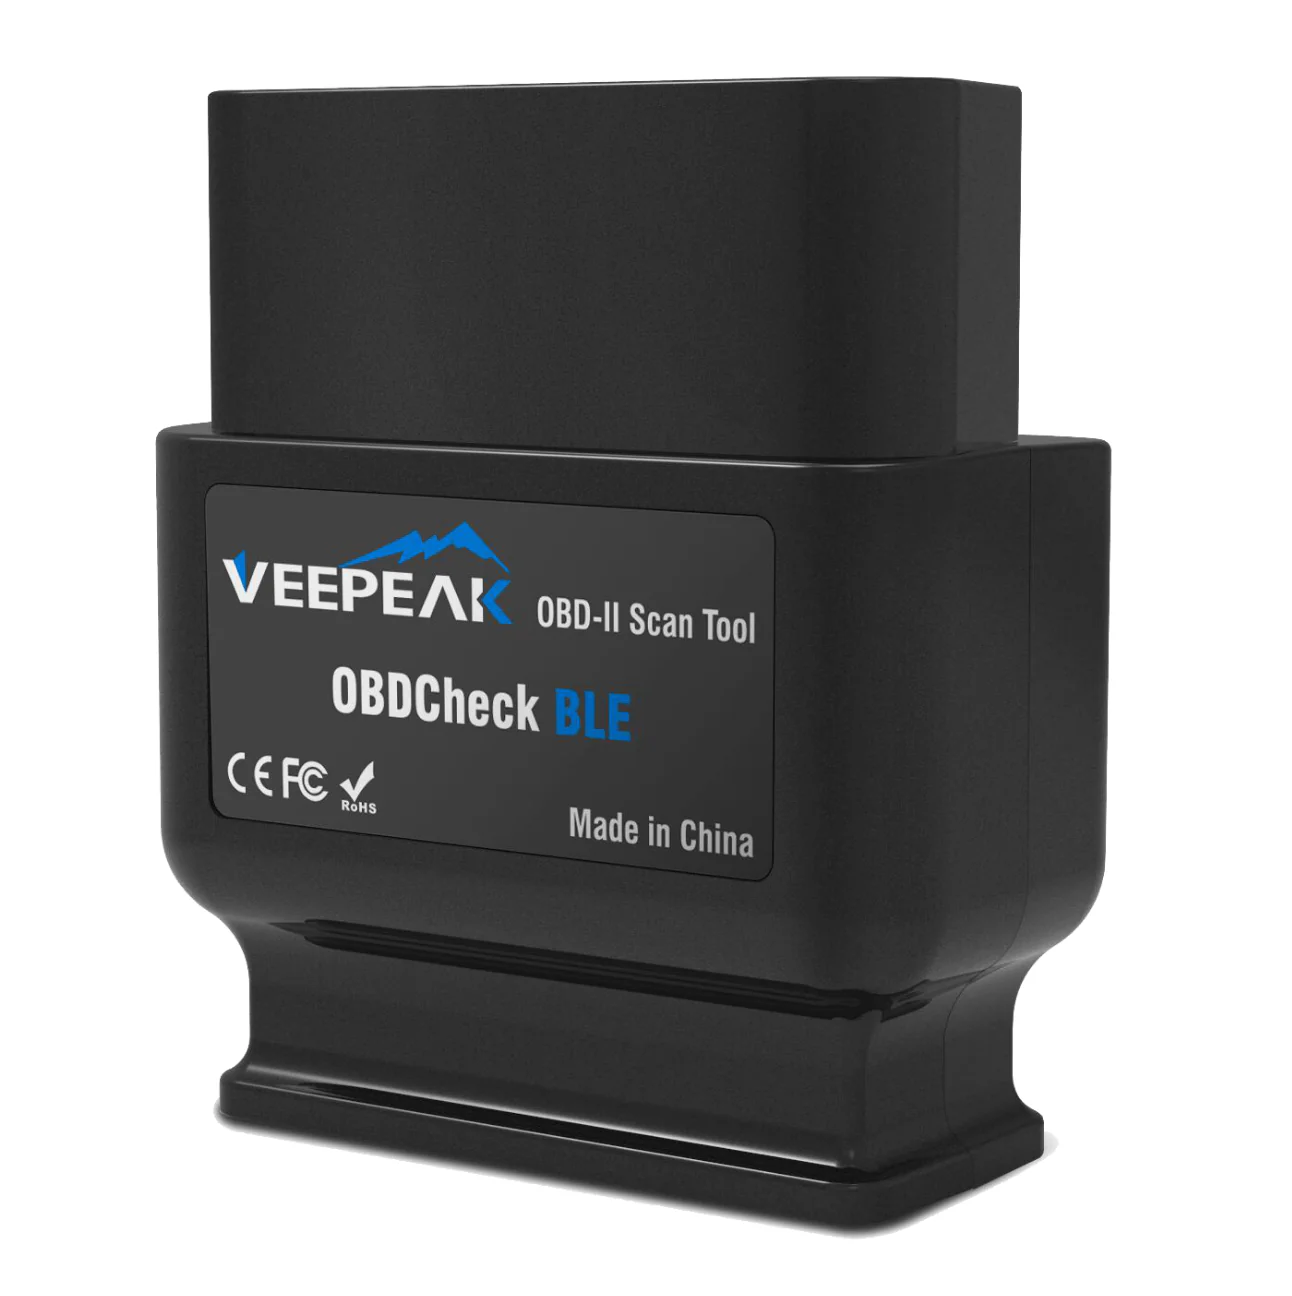 VEEPEAK OBD-II Scan Tool
OBDCheck BLE
CE FC RoHS
Made in China